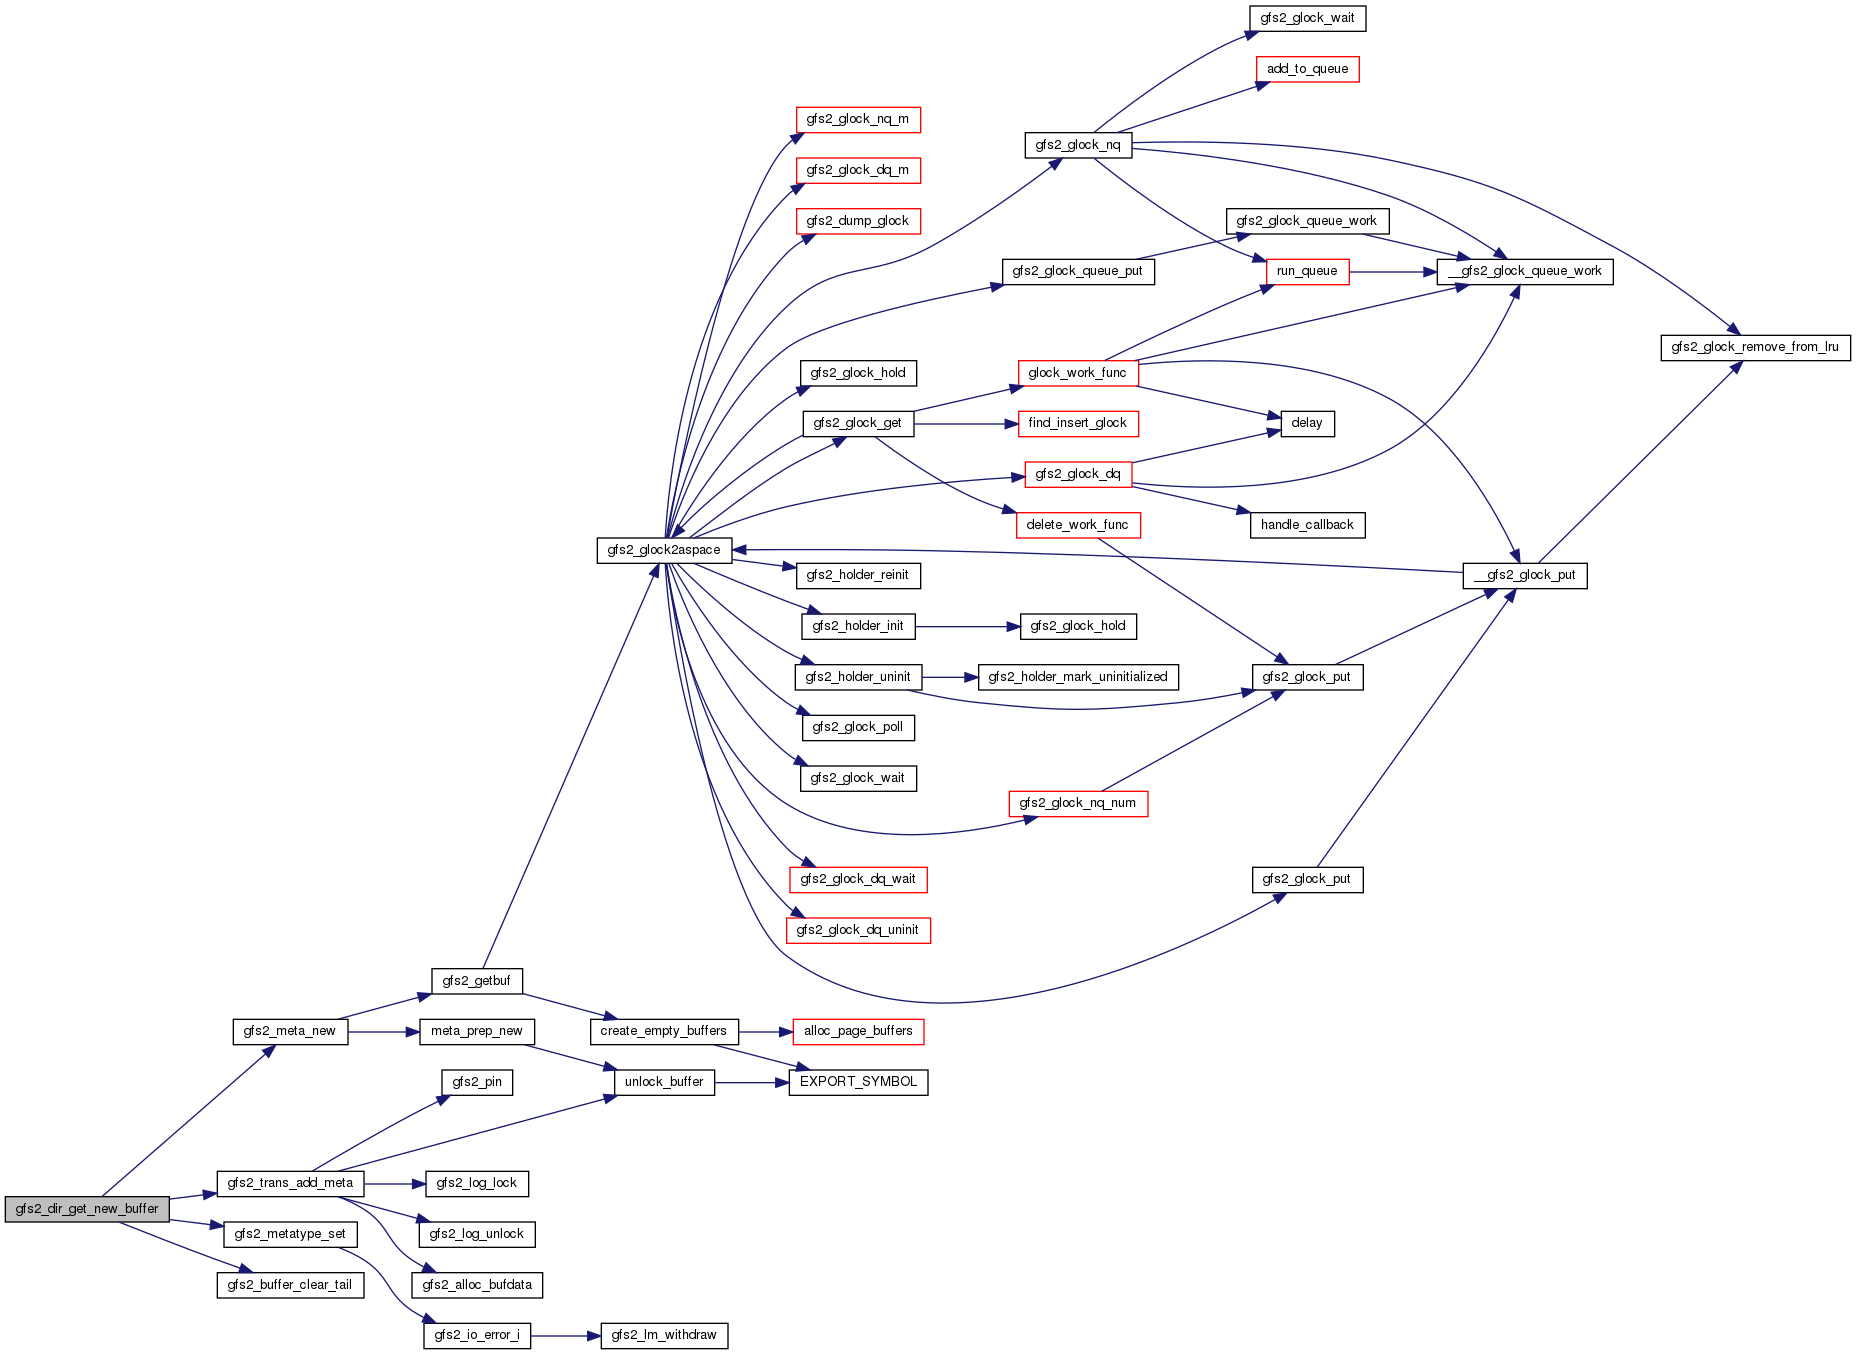 gfs2_glock_wait
add_to_queue
gfs2_glock_nq_m
gfs2_glock_nq
gfs2_glock_dq_m
gfs2_dump_glock
gfs2_glock_queue_work
gfs2_glock_queue_put
run_queue
__gfs2_glock_queue_work
gfs2_glock_remove_from_lru
gfs2_glock_hold
glock_work_func
gfs2_glock_get
find_insert_glock
delay
gfs2_glock_dq
delete_work_func
handle_callback
gfs2_glock2aspace
gfs2_holder_reinit
__gfs2_glock_put
gfs2_holder_init
gfs2_glock_hold
gfs2_holder_uninit
gfs2_holder_mark_uninitialized
gfs2_glock_put
gfs2_glock_poll
gfs2_glock_wait
gfs2_glock_nq_num
gfs2_glock_dq_wait
gfs2_glock_put
gfs2_glock_dq_uninit
gfs2_getbuf
gfs2_meta_new
meta_prep_new
create_empty_buffers
alloc_page_buffers
gfs2_pin
unlock_buffer
EXPORT_SYMBOL
gfs2_trans_add_meta
gfs2_log_lock
gfs2_dir_get_new_buffer
gfs2_metatype_set
gfs2_log_unlock
gfs2_buffer_clear_tail
gfs2_alloc_bufdata
gfs2_io_error_i
gfs2_lm_withdraw